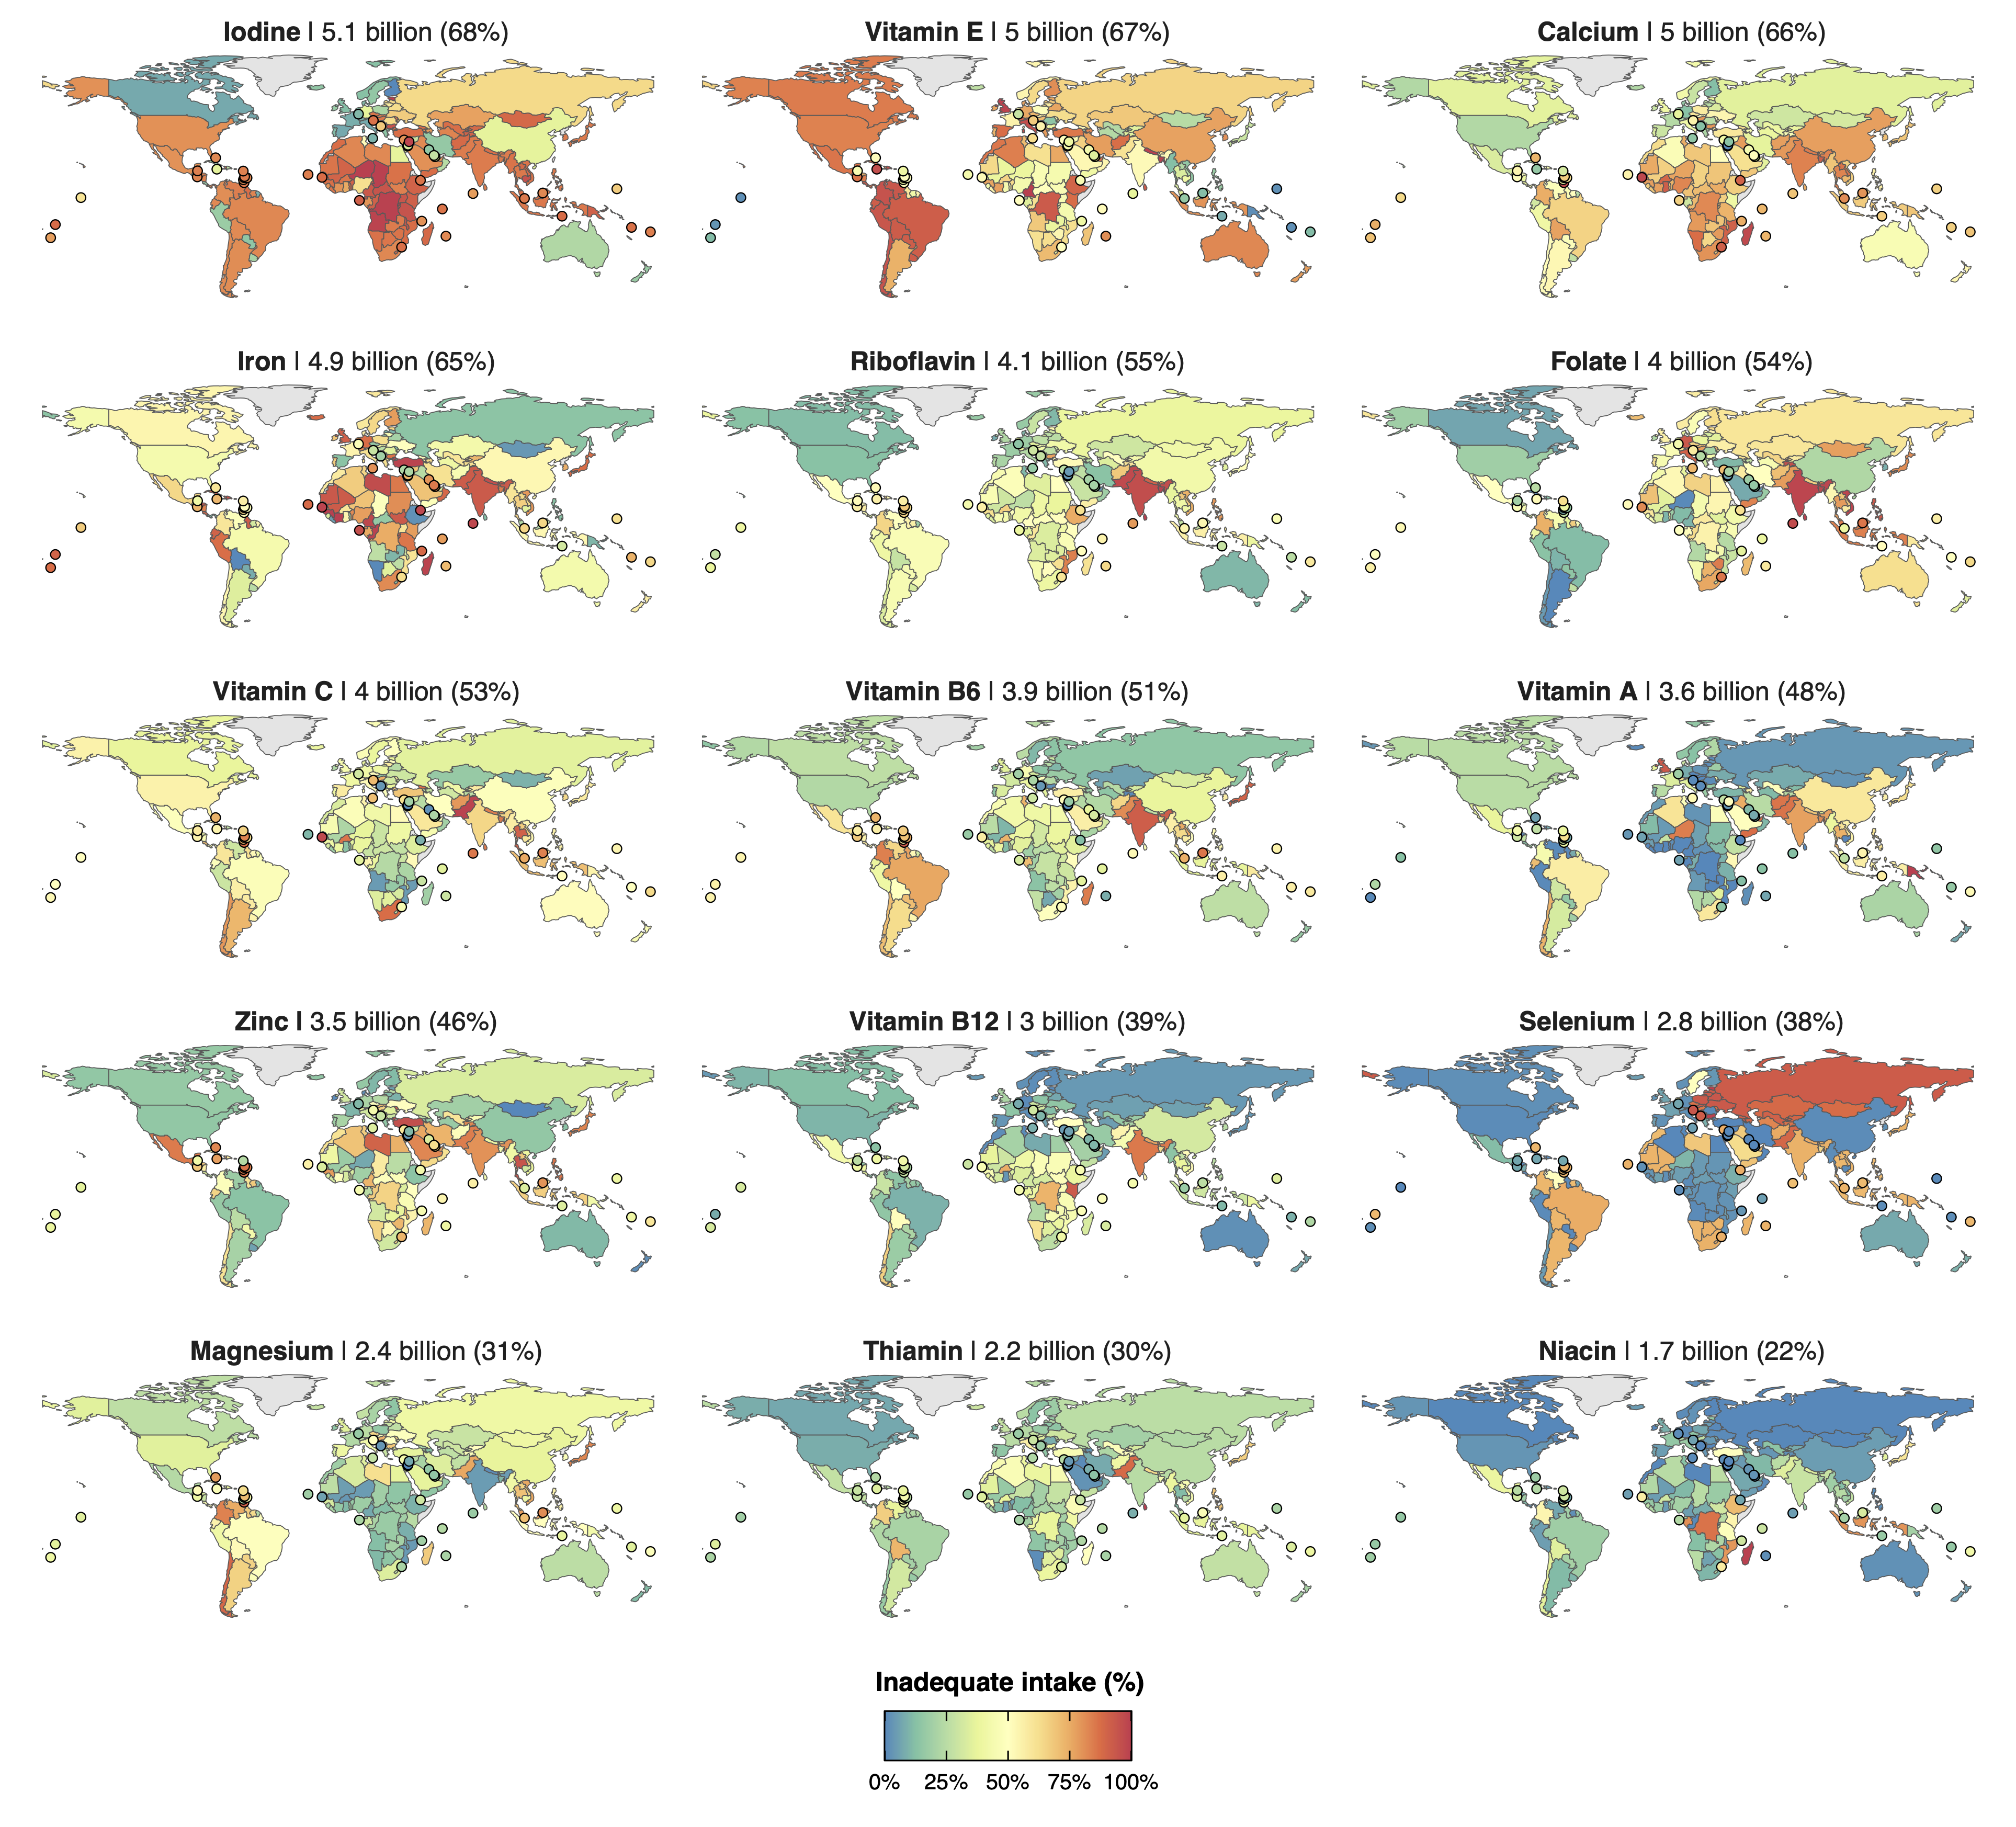 Iodine | 5.1 billion (68%)
Vitamin E | 5 billion (67%)
Calcium | 5 billion (66%)
Iron | 4.9 billion (65%)
Riboflavin | 4.1 billion (55%)
Folate | 4 billion (54%)
Vitamin C | 4 billion (53%)
Vitamin B6 | 3.9 billion (51%)
Vitamin A | 3.6 billion (48%)
Zinc | 3.5 billion (46%)
Vitamin B12 | 3 billion (39%)
Selenium | 2.8 billion (38%)
Magnesium | 2.4 billion (31%)
Thiamin | 2.2 billion (30%)
Niacin | 1.7 billion (22%)
Inadequate intake (%)
0% 25% 50% 75% 100%